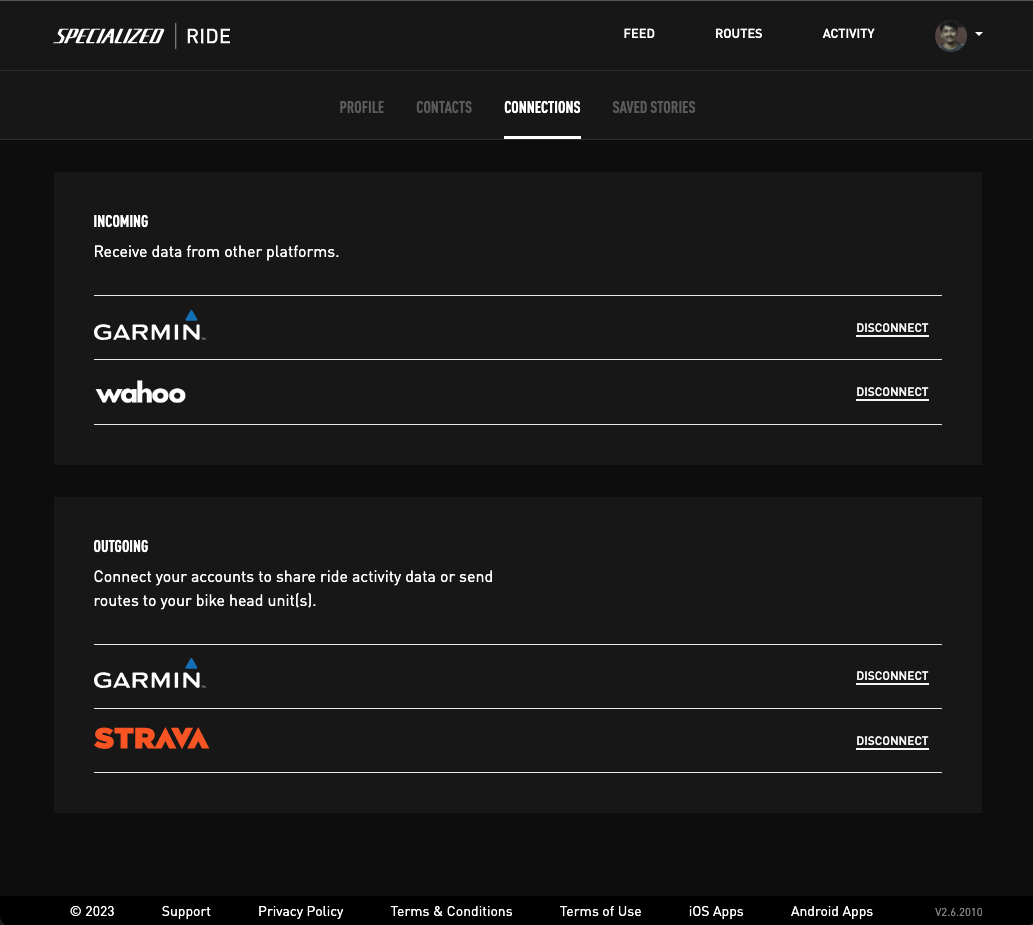 SPECIALIZED | RIDE
FEED
ROUTES
ACTIVITY
PROFILE
CONTACTS
CONNECTIONS
SAVED STORIES
INCOMING
Receive data from other platforms.
GARMIN™
DISCONNECT
wahoo
DISCONNECT
OUTGOING
Connect your accounts to share ride activity data or send
routes to your bike head unit(s).
GARMIN™
DISCONNECT
STRAVA
DISCONNECT
© 2023
Support
Privacy Policy
Terms & Conditions
Terms of Use
iOS Apps
Android Apps
V2.6.2010